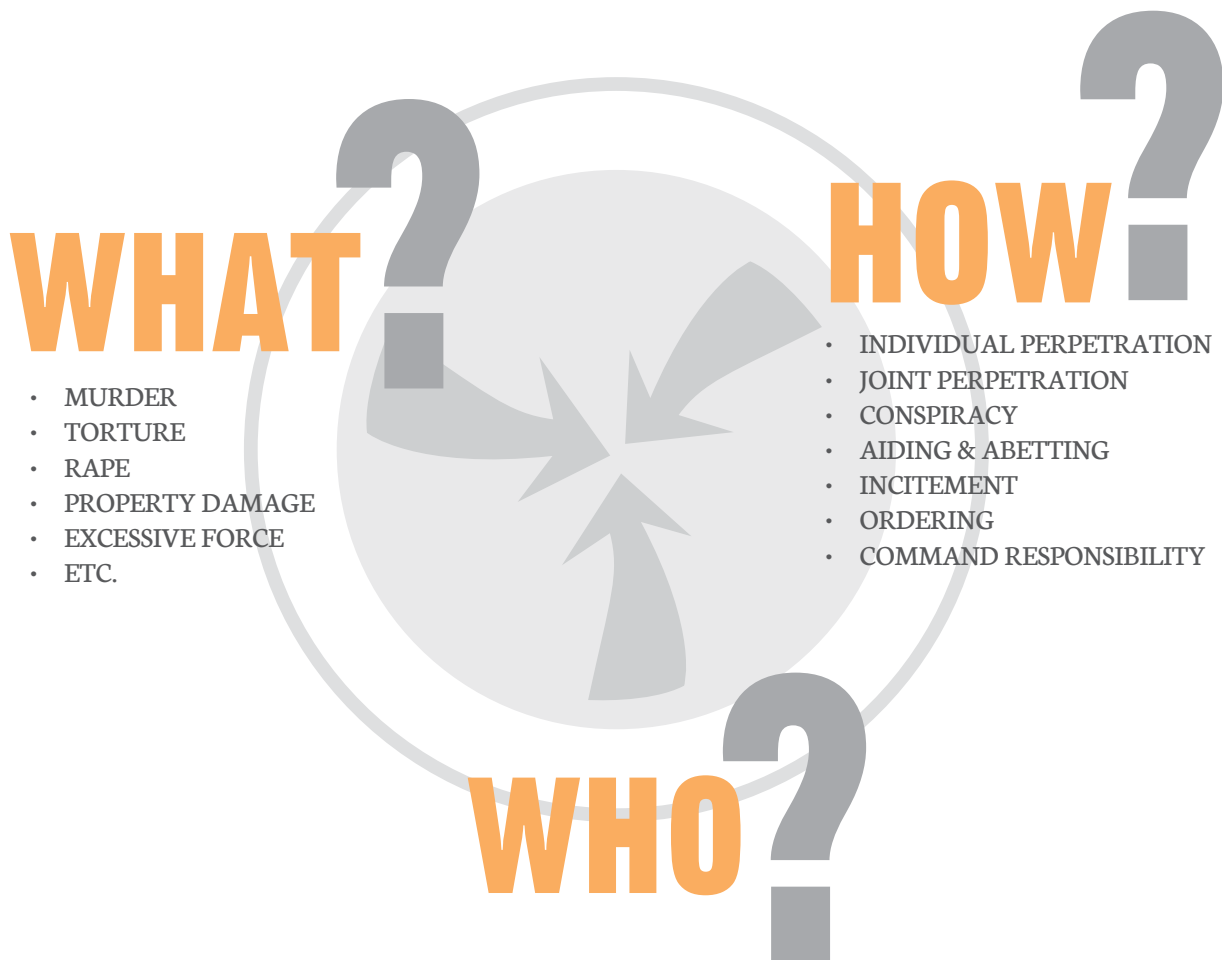 WHAT?
• MURDER
• TORTURE
• RAPE
• PROPERTY DAMAGE
• EXCESSIVE FORCE
• ETC.
HOW?
• INDIVIDUAL PERPETRATION
• JOINT PERPETRATION
• CONSPIRACY
• AIDING & ABETTING
• INCITEMENT
• ORDERING
• COMMAND RESPONSIBILITY
WHO?